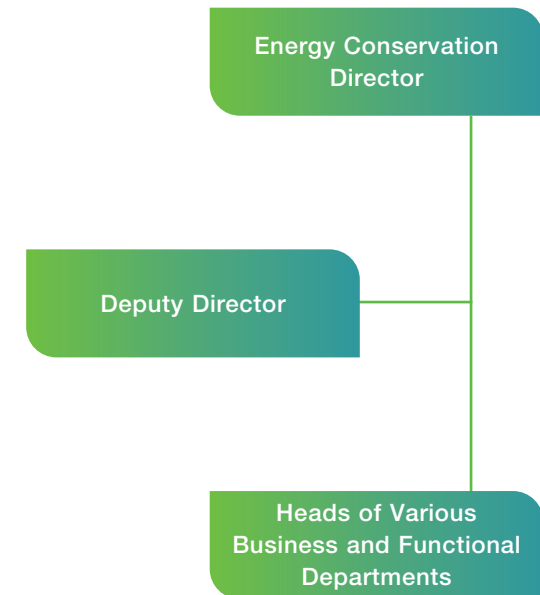 Energy Conservation
Director
Deputy Director
Heads of Various
Business and Functional
Departments